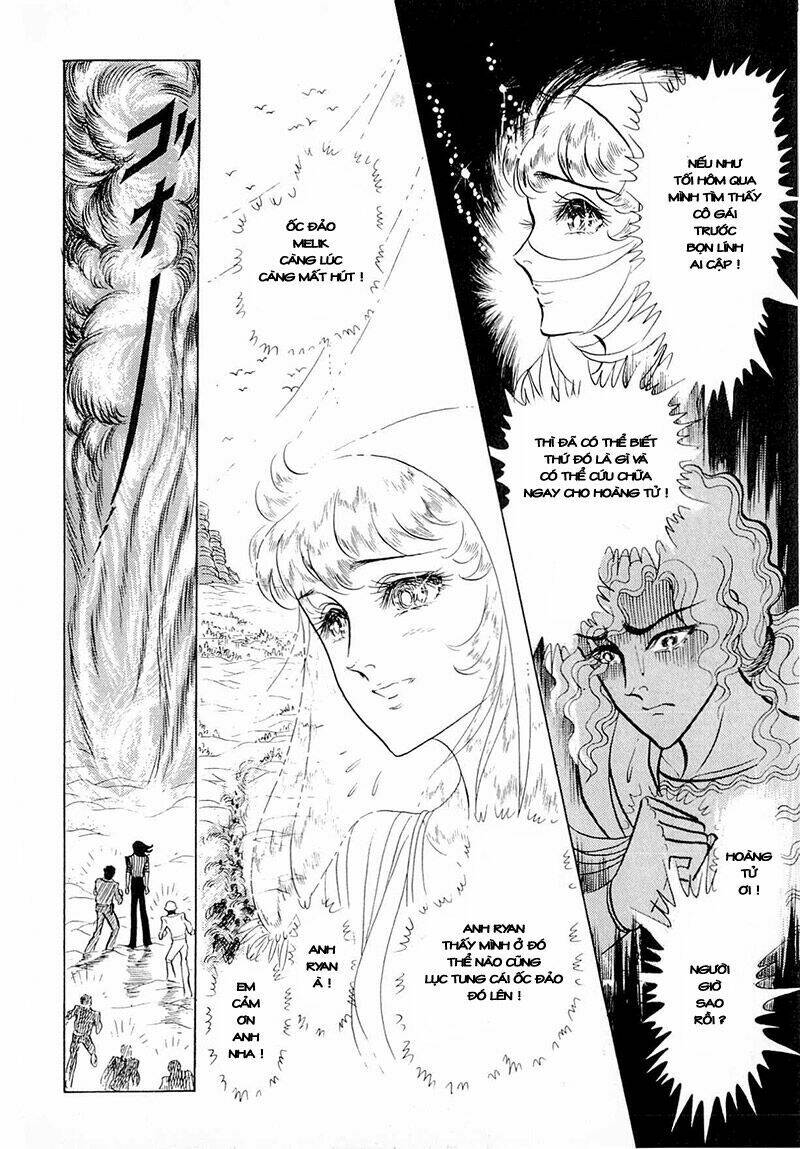 NẾU NHƯ
TỐI HÔM QUA
MÌNH TÌM THẤY
CÔ GÁI
TRƯỚC
BỌN LÍNH
AI CẬP !
THÌ ĐÃ CÓ THỂ BIẾT
THỨ ĐÓ LÀ GÌ VÀ
CÓ THỂ CỨU CHỮA
NGAY CHO HOÀNG TỬ !
HOÀNG
TỬ
ƠI !
NGƯỜI
GIỜ
SAO
RỒI ?
ỐC ĐẢO
MELIK
CÀNG LÚC
CÀNG MẤT HÚT !
ANH RYAN
THẤY MÌNH Ở ĐÓ
THỂ NÀO CŨNG
LỤC TUNG CÁI ỐC ĐẢO
ĐÓ LÊN !
ANH
RYAN
À !
EM
CẢM
ƠN
ANH
NHA !
ゴオ